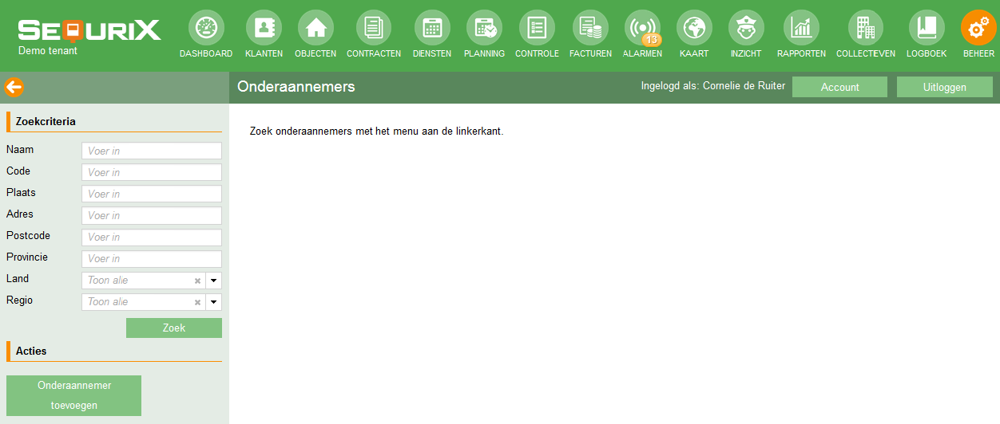 SEQURIX
Demo tenant
DASHBOARD
KLANTEN
OBJECTEN
CONTRACTEN
DIENSTEN
PLANNING
CONTROLE
FACTUREN
13
ALARMEN
KAART
INZICHT
RAPPORTEN
COLLECTIEVEN
LOGBOEK
BEHEER
Onderaannemers
Ingelogd als: Cornelie de Ruiter
Account
Uitloggen
Zoekcriteria
Naam Voer in
Code Voer in
Plaats Voer in
Adres Voer in
Postcode Voer in
Provincie Voer in
Land Toon alle
Regio Toon alle
Zoek
Acties
Onderaannemer
toevoegen
Zoek onderaannemers met het menu aan de linkerkant.